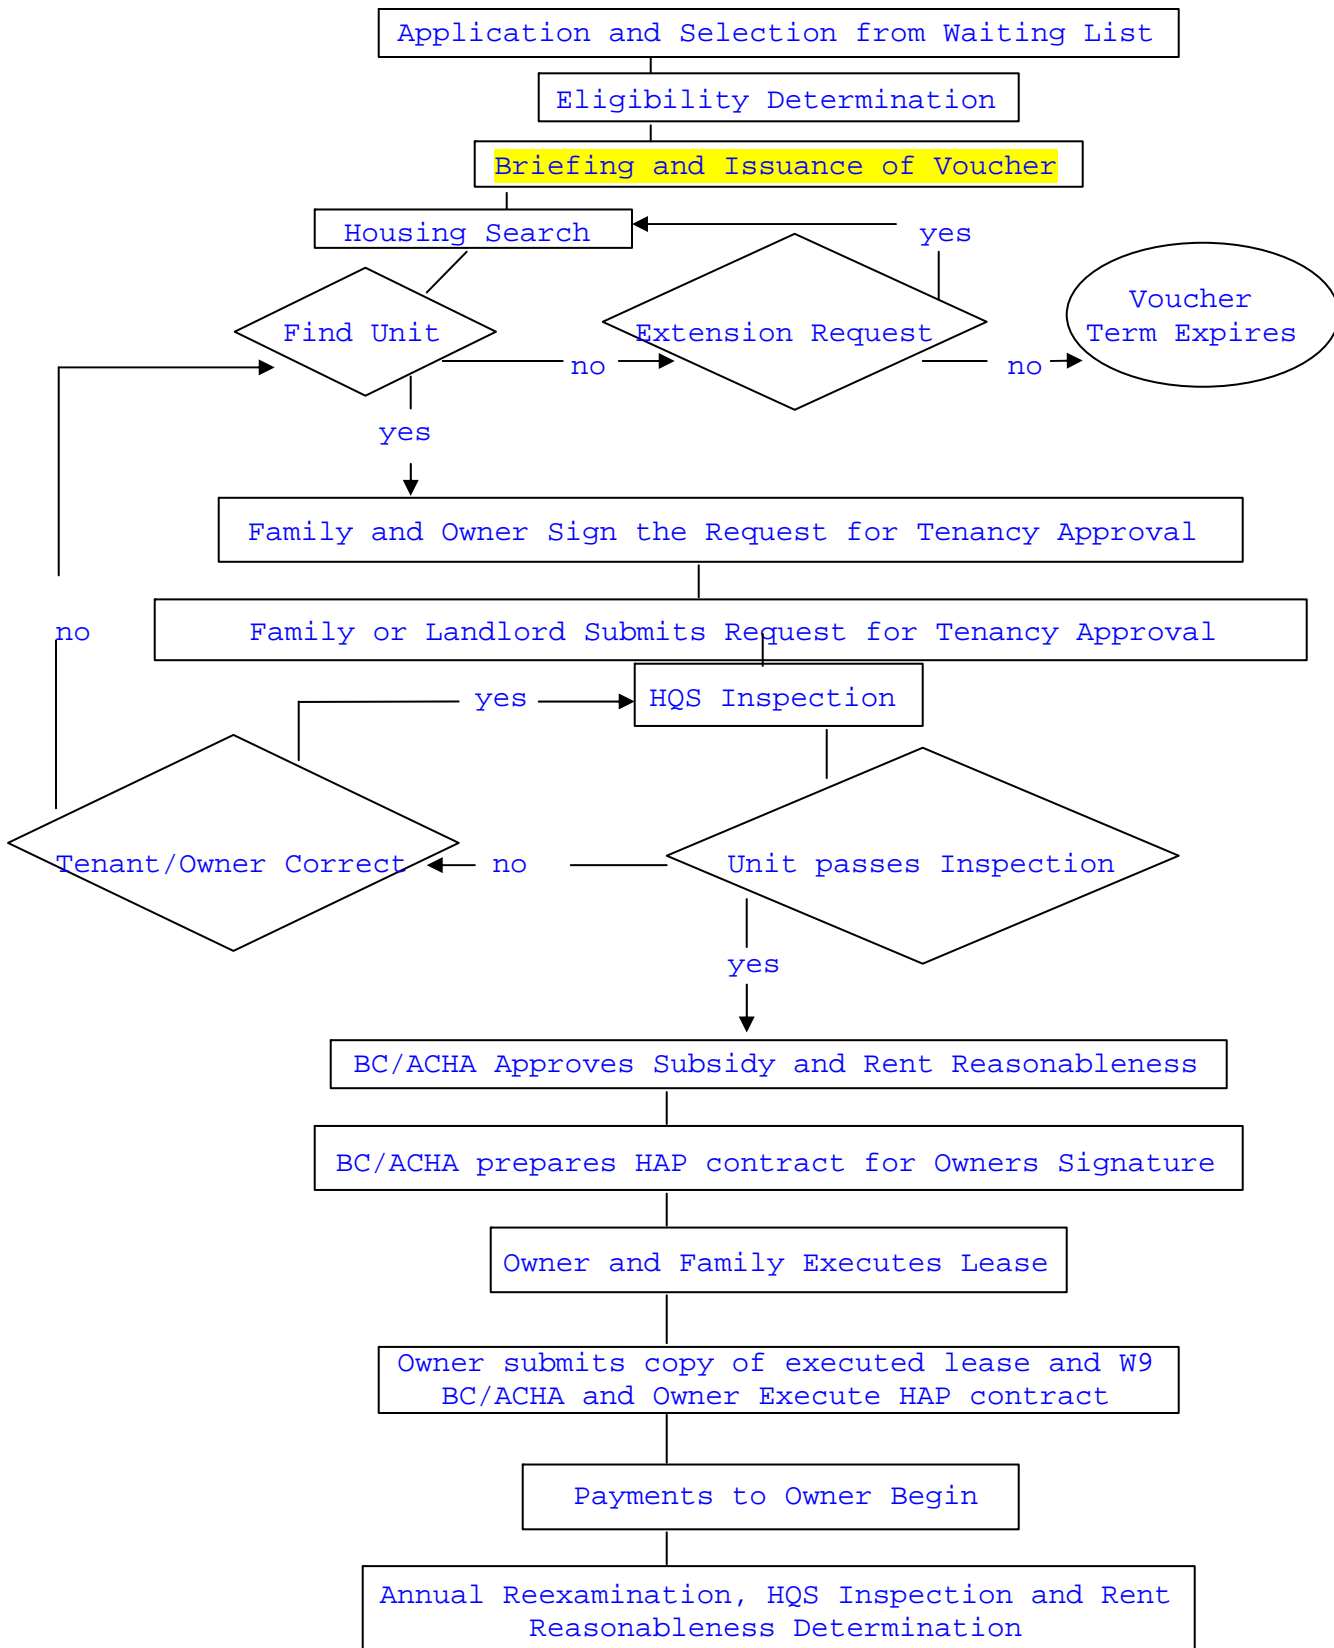 Application and Selection from Waiting List
Eligibility Determination
Briefing and Issuance of Voucher
Housing Search
yes
Voucher
Term Expires
Find Unit
Extension Request
no
no
yes
Family and Owner Sign the Request for Tenancy Approval
no
Family or Landlord Submits Request for Tenancy Approval
yes
HQS Inspection
Tenant/Owner Correct
no
Unit passes Inspection
yes
BC/ACHA Approves Subsidy and Rent Reasonableness
BC/ACHA prepares HAP contract for Owners Signature
Owner and Family Executes Lease
Owner submits copy of executed lease and W9
BC/ACHA and Owner Execute HAP contract
Payments to Owner Begin
Annual Reexamination, HQS Inspection and Rent
Reasonableness Determination